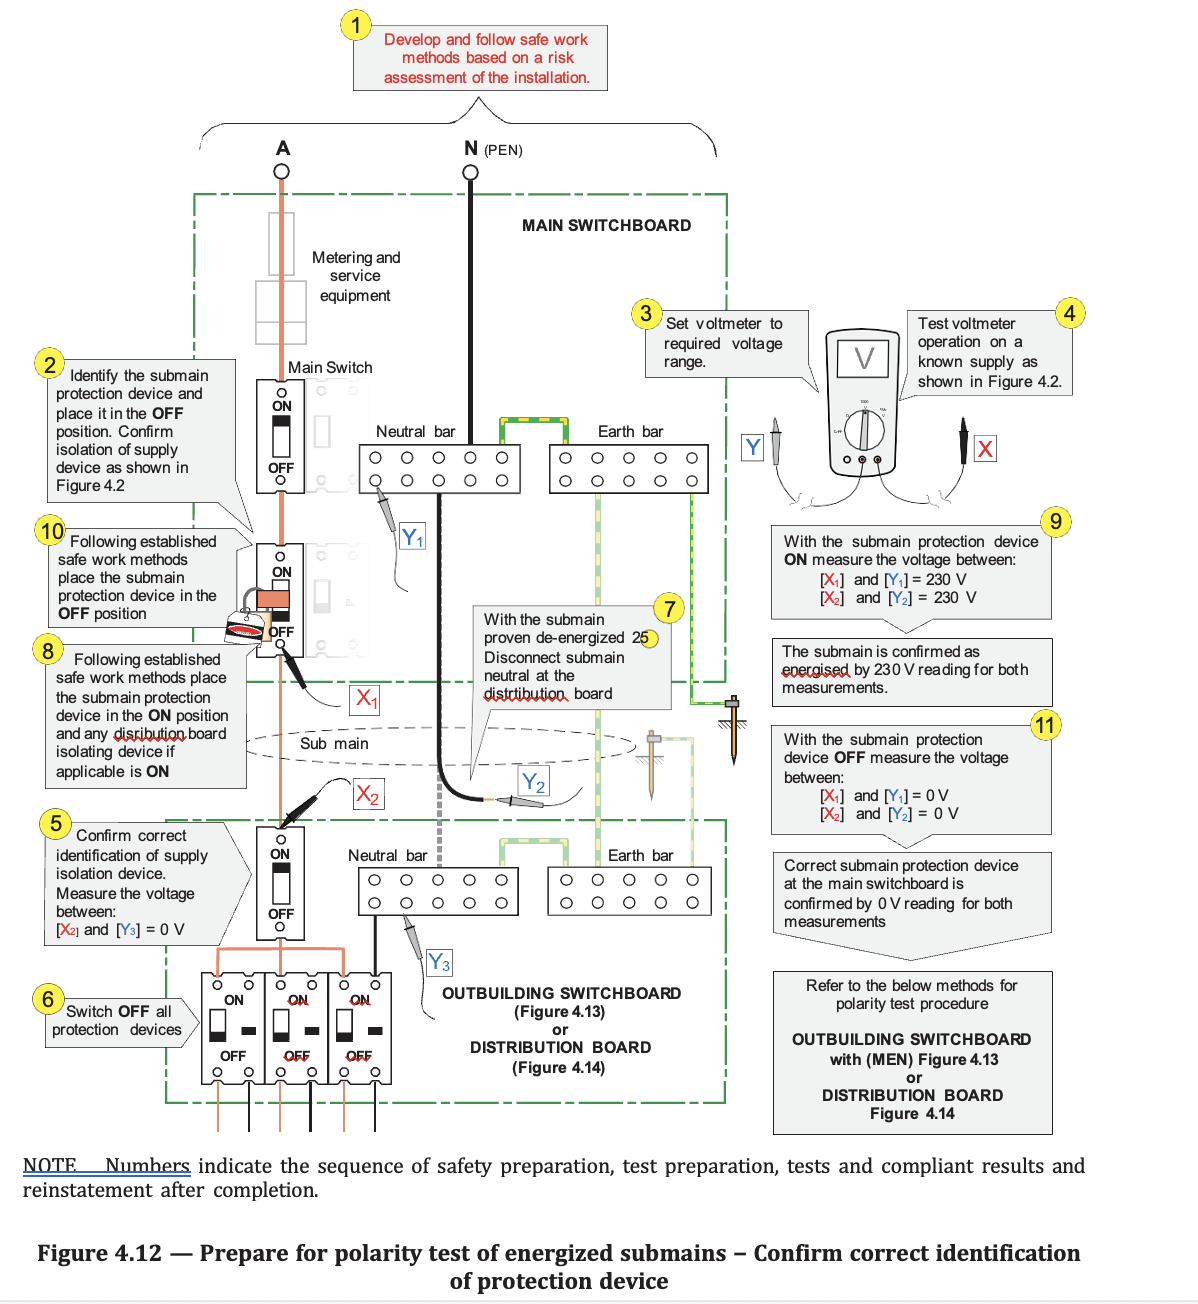 1
Develop and follow safe work
methods based on a risk
assessment of the installation.
A
N (PEN)
MAIN SWITCHBOARD
Metering and
service
equipment
3
Set voltmeter to
required voltage
range.
V
4
Test voltmeter
operation on a
known supply as
shown in Figure 4.2.
2
Identify the submain
protection device and
place it in the OFF
position. Confirm
isolation of supply
device as shown in
Figure 4.2
Main Switch
ON
OFF
Neutral bar
Earth bar
Y
X
10
Following established
safe work methods
place the submain
protection device in the
OFF position
ON
OFF
Y1
9
With the submain protection device
ON measure the voltage between:
[X1] and [Y1] = 230 V
[X2] and [Y2] = 230 V
7
With the submain
proven de-energized 25
Disconnect submain
neutral at the
distrtibution board
The submain is confirmed as
energised by 230 V reading for both
measurements.
8
Following established
safe work methods place
the submain protection
device in the ON position
and any disribution board
isolating device if
applicable is ON
X1
Sub main
11
With the submain protection
device OFF measure the voltage
between:
[X1] and [Y1] = 0 V
[X2] and [Y2] = 0 V
X2
Y2
5
Confirm correct
identification of supply
isolation device.
Measure the voltage
between:
[X2] and [Y3] = 0 V
ON
OFF
Neutral bar
Earth bar
Correct submain protection device
at the main switchboard is
confirmed by 0 V reading for both
measurements
Y3
6
Switch OFF all
protection devices
ON
ON
ON
OFF
OFF
OFF
OUTBUILDING SWITCHBOARD
(Figure 4.13)
or
DISTRIBUTION BOARD
(Figure 4.14)
Refer to the below methods for
polarity test procedure
OUTBUILDING SWITCHBOARD
with (MEN) Figure 4.13
or
DISTRIBUTION BOARD
Figure 4.14
NOTE Numbers indicate the sequence of safety preparation, test preparation, tests and compliant results and
reinstatement after completion.
Figure 4.12 — Prepare for polarity test of energized submains – Confirm correct identification
of protection device